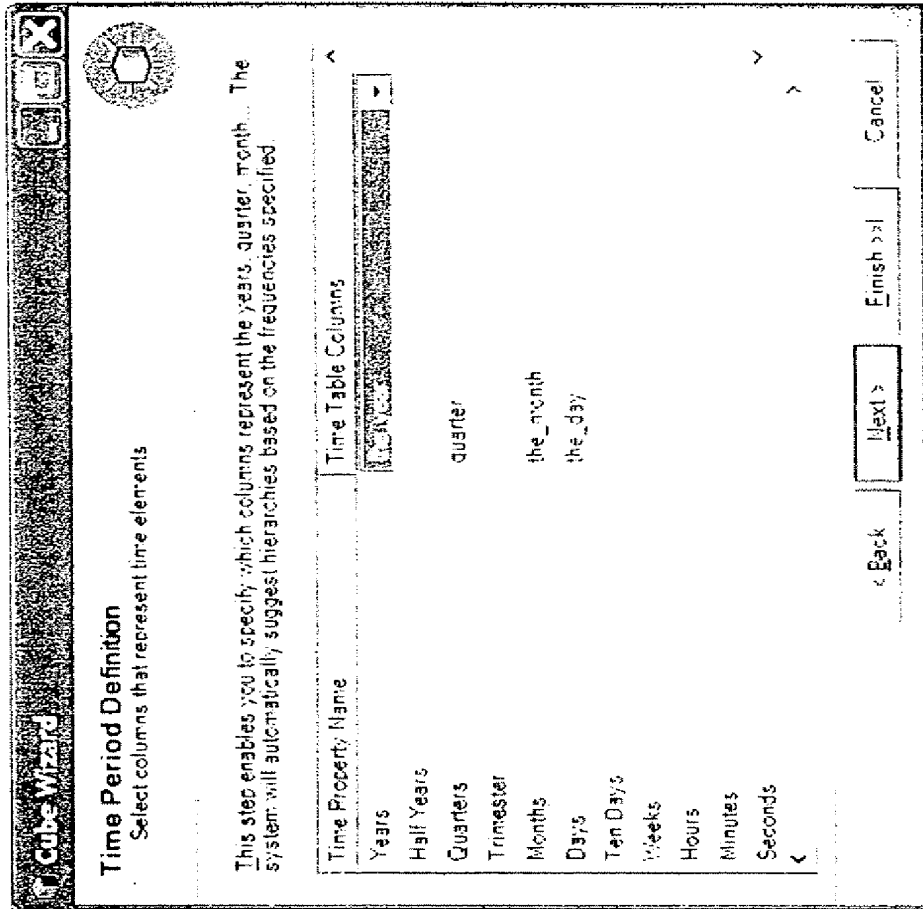 Cube Wizard
Time Period Definition
Select columns that represent time elements
This step enables you to specify which columns represent the years, quarter, month... The
system will automatically suggest hierarchies based on the frequencies specified.
Time Property Name	Time Table Columns
Years
Half Years
Quarters	quarter
Trimester
Months	the_month
Days	the_day
Ten Days
Weeks
Hours
Minutes
Seconds
< Back	Next >	Finish >>|	Cancel